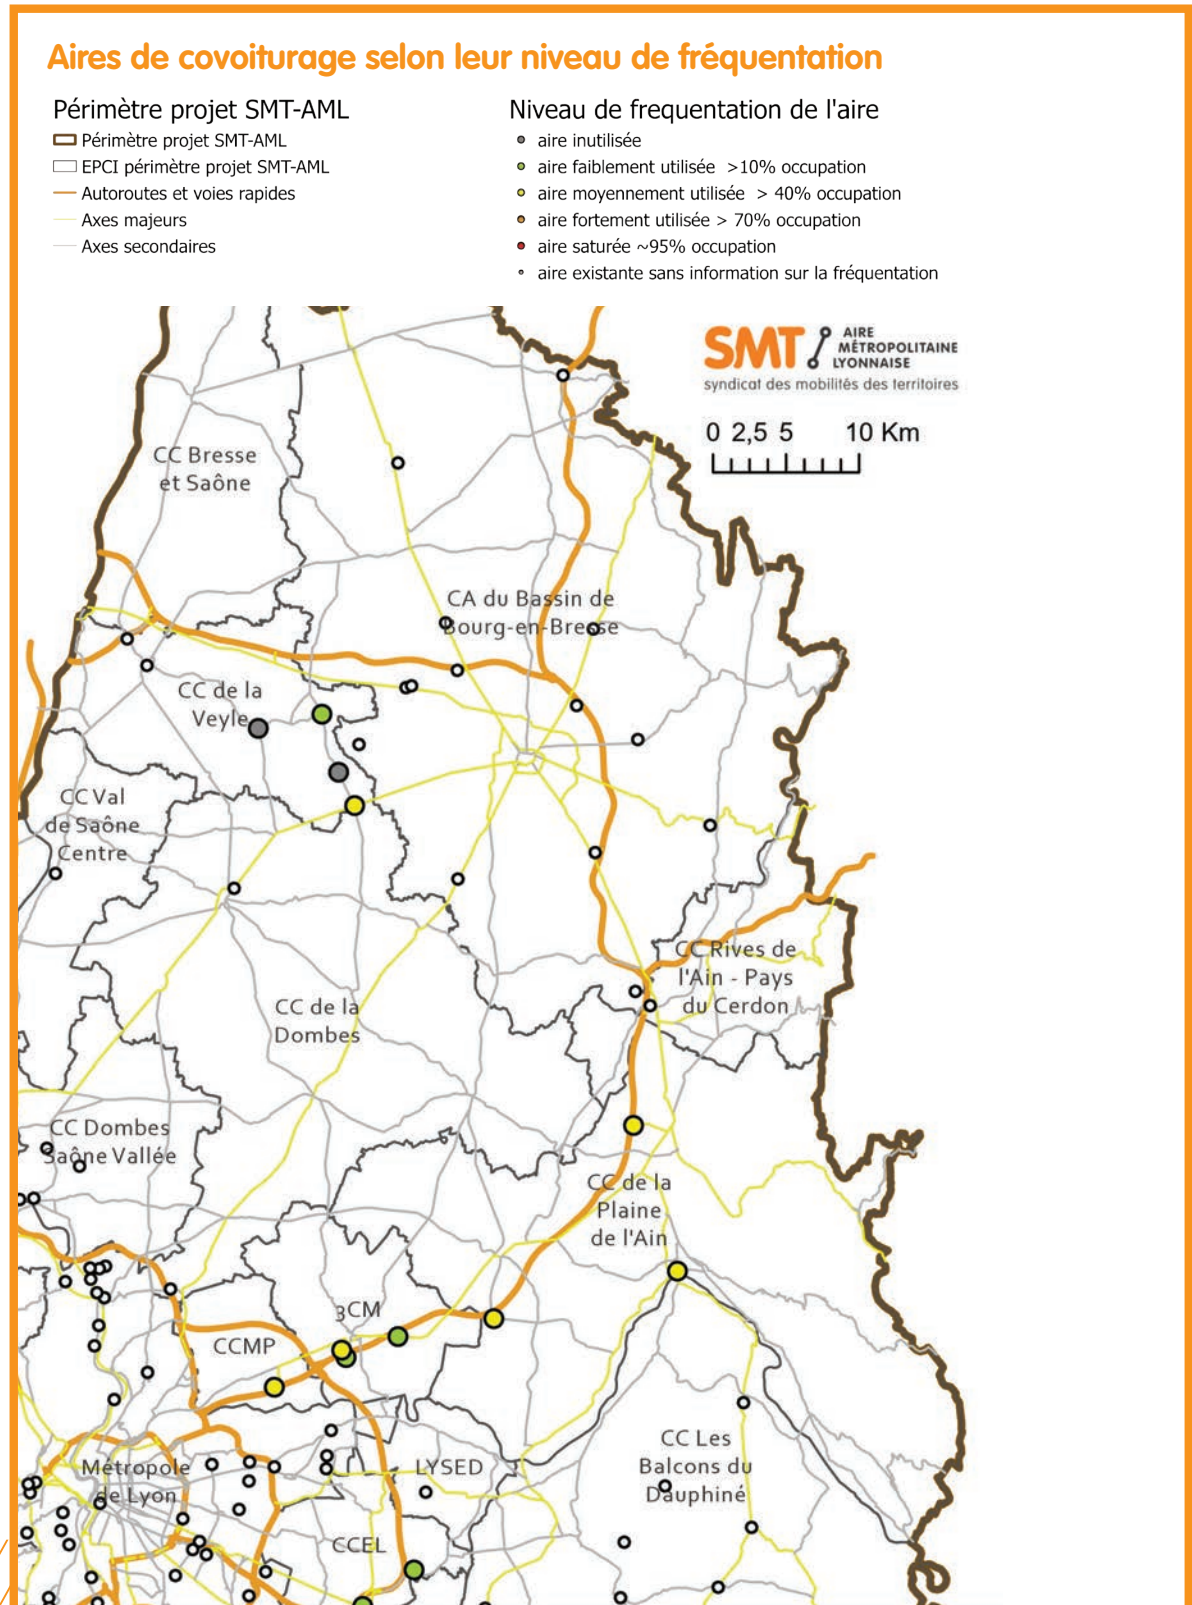 Aires de covoiturage selon leur niveau de fréquentation
Périmètre projet SMT-AML
Périmètre projet SMT-AML
EPCI périmètre projet SMT-AML
Autoroutes et voies rapides
Axes majeurs
Axes secondaires
Niveau de frequentation de l'aire
aire inutilisée
aire faiblement utilisée >10% occupation
aire moyennement utilisée > 40% occupation
aire fortement utilisée > 70% occupation
aire saturée ~95% occupation
aire existante sans information sur la fréquentation
SMT
AIRE
MÉTROPOLITAINE
LYONNAISE
syndicat des mobilités des territoires
0 2,5 5 10 Km
CC Bresse
et Saône
CA du Bassin de
Bourg-en-Bresse
CC de la
Veyle
CC Val
de Saône
Centre
CC Rives de
l'Ain - Pays
du Cerdon
CC de la
Dombes
CC Dombes
Saône Vallée
CC de la
Plaine
de l'Ain
3CM
CCMP
CC Les
Balcons du
Dauphiné
Métropole
de Lyon
LYSED
CCEL